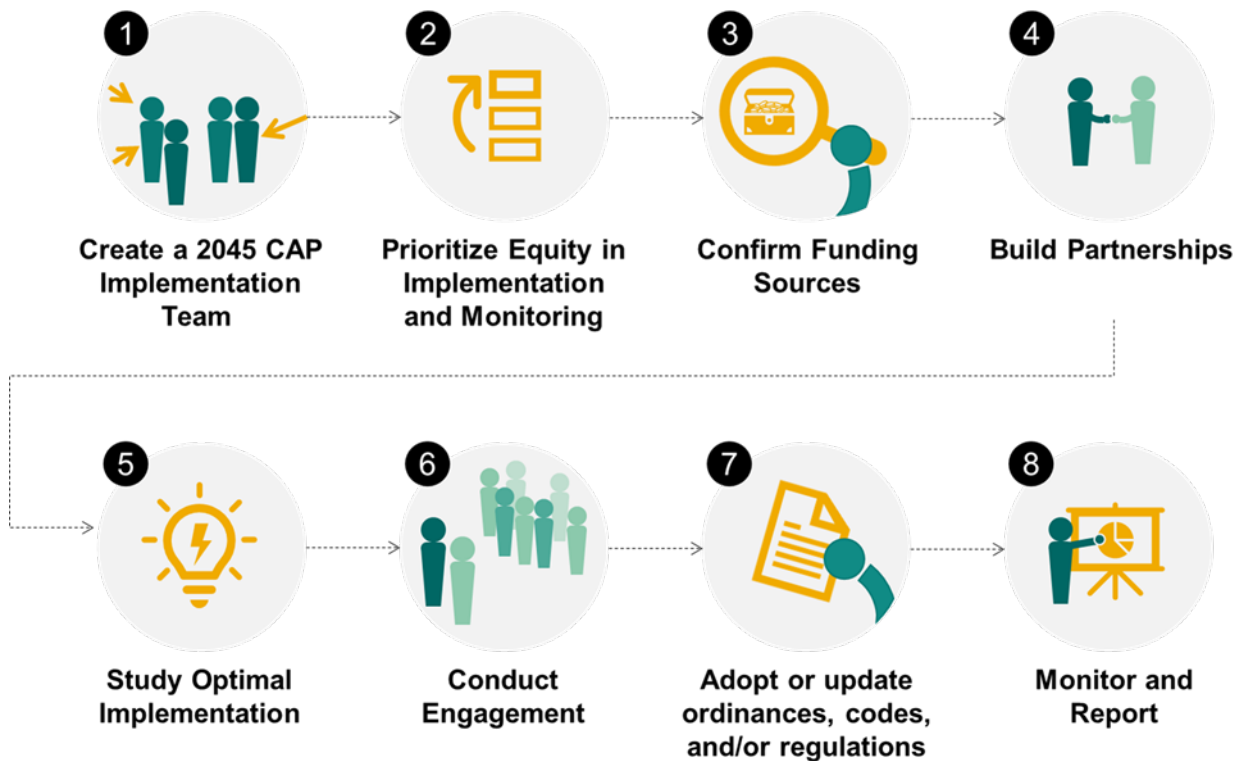 1
Create a 2045 CAP
Implementation
Team
2
Prioritize Equity in
Implementation
and Monitoring
3
Confirm Funding
Sources
4
Build Partnerships
5
Study Optimal
Implementation
6
Conduct
Engagement
7
Adopt or update
ordinances, codes,
and/or regulations
8
Monitor and
Report